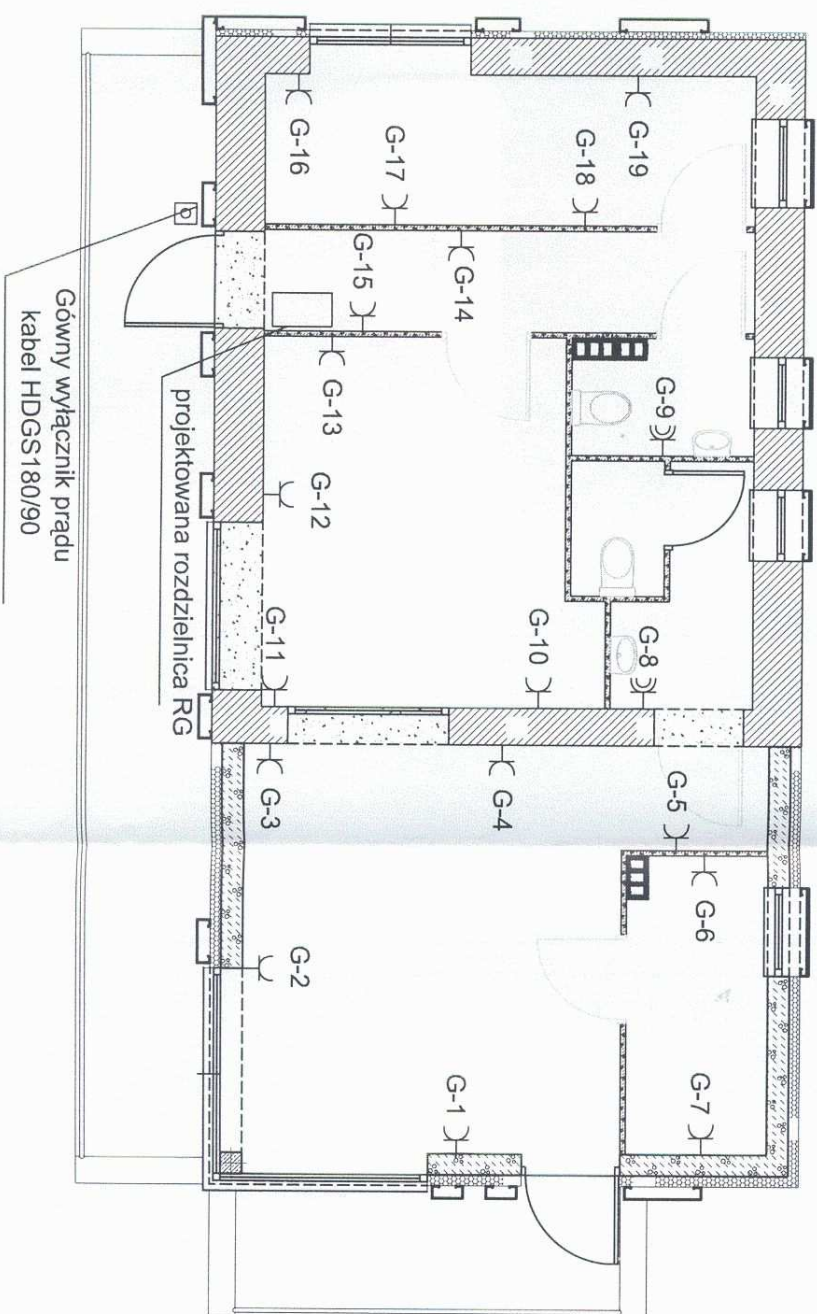 G-19
G-18
G-17
G-16
G-15
G-14
G-13
G-12
G-11
G-10
G-9
G-8
G-7
G-6
G-5
G-4
G-3
G-2
G-1
projektowana rozdzielnica RG
Gówny wyłącznik prądu
kabel HDGS180/90